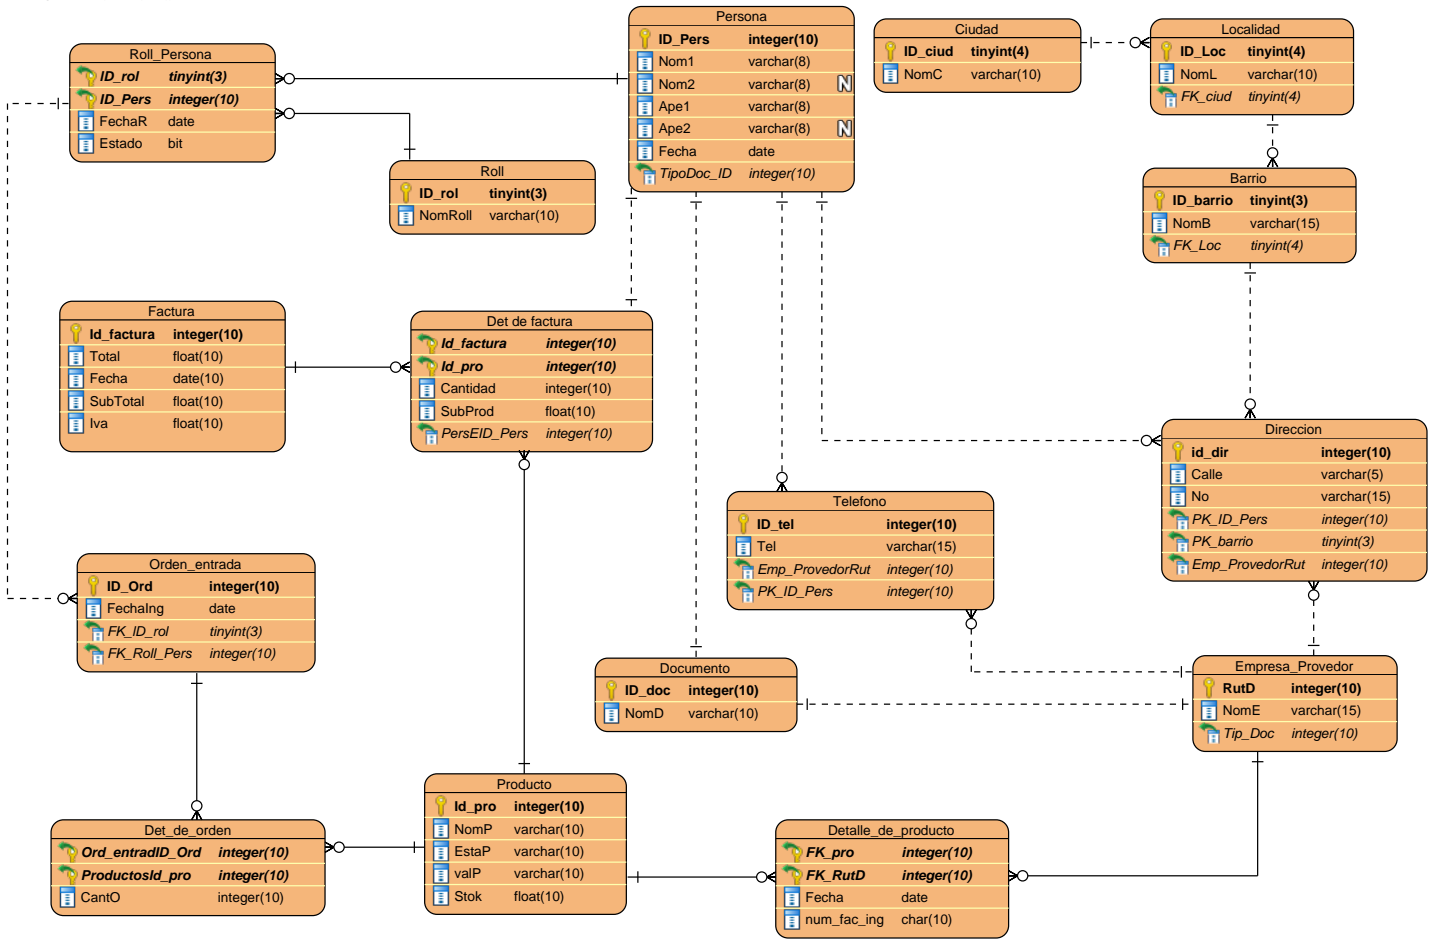 Roll_Persona
ID_rol tinyint(3)
ID_Pers integer(10)
FechaR date
Estado bit
Persona
ID_Pers integer(10)
Nom1 varchar(8)
Nom2 varchar(8) N
Ape1 varchar(8)
Ape2 varchar(8) N
Fecha date
TipoDoc_ID integer(10)
Ciudad
ID_ciud tinyint(4)
NomC varchar(10)
Localidad
ID_Loc tinyint(4)
NomL varchar(10)
FK_ciud tinyint(4)
Roll
ID_rol tinyint(3)
NomRoll varchar(10)
Barrio
ID_barrio tinyint(3)
NomB varchar(15)
FK_Loc tinyint(4)
Factura
Id_factura integer(10)
Total float(10)
Fecha date(10)
SubTotal float(10)
Iva float(10)
Det de factura
Id_factura integer(10)
Id_pro integer(10)
Cantidad integer(10)
SubProd float(10)
PersEID_Pers integer(10)
Direccion
id_dir integer(10)
Calle varchar(5)
No varchar(15)
PK_ID_Pers integer(10)
PK_barrio tinyint(3)
Emp_ProvedorRut integer(10)
Telefono
ID_tel integer(10)
Tel varchar(15)
Emp_ProvedorRut integer(10)
PK_ID_Pers integer(10)
Orden_entrada
ID_Ord integer(10)
FechaIng date
FK_ID_rol tinyint(3)
FK_Roll_Pers integer(10)
Documento
ID_doc integer(10)
NomD varchar(10)
Empresa_Provedor
RutD integer(10)
NomE varchar(15)
Tip_Doc integer(10)
Producto
Id_pro integer(10)
NomP varchar(10)
EstaP varchar(10)
valP varchar(10)
Stok float(10)
Det_de_orden
Ord_entradID_Ord integer(10)
ProductosId_pro integer(10)
CantO integer(10)
Detalle_de_producto
FK_pro integer(10)
FK_RutD integer(10)
Fecha date
num_fac_ing char(10)